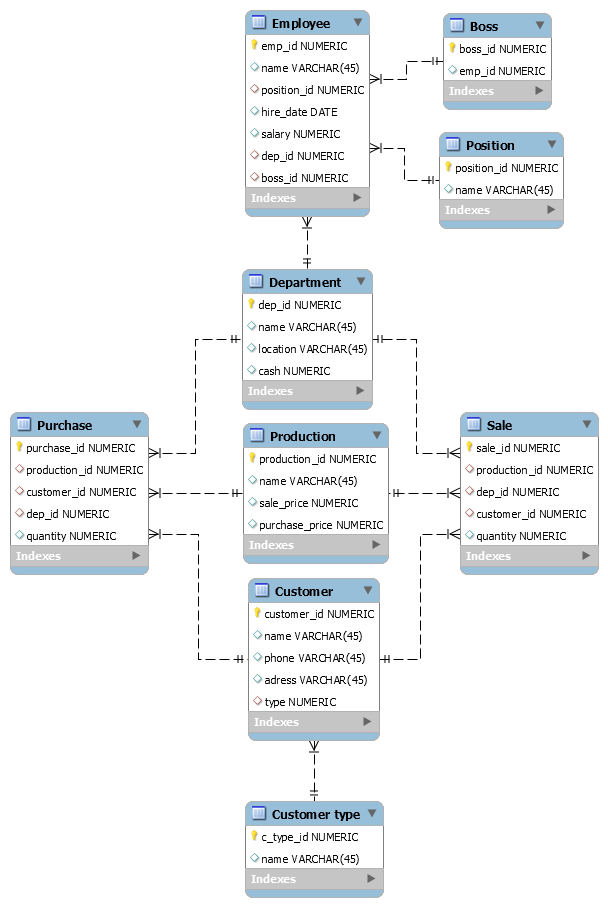 Employee
emp_id NUMERIC
name VARCHAR(45)
position_id NUMERIC
hire_date DATE
salary NUMERIC
dep_id NUMERIC
boss_id NUMERIC
Indexes
Boss
boss_id NUMERIC
emp_id NUMERIC
Indexes
Position
position_id NUMERIC
name VARCHAR(45)
Indexes
Department
dep_id NUMERIC
name VARCHAR(45)
location VARCHAR(45)
cash NUMERIC
Indexes
Purchase
purchase_id NUMERIC
production_id NUMERIC
customer_id NUMERIC
dep_id NUMERIC
quantity NUMERIC
Indexes
Production
production_id NUMERIC
name VARCHAR(45)
sale_price NUMERIC
purchase_price NUMERIC
Indexes
Sale
sale_id NUMERIC
production_id NUMERIC
dep_id NUMERIC
customer_id NUMERIC
quantity NUMERIC
Indexes
Customer
customer_id NUMERIC
name VARCHAR(45)
phone VARCHAR(45)
adress VARCHAR(45)
type NUMERIC
Indexes
Customer type
c_type_id NUMERIC
name VARCHAR(45)
Indexes